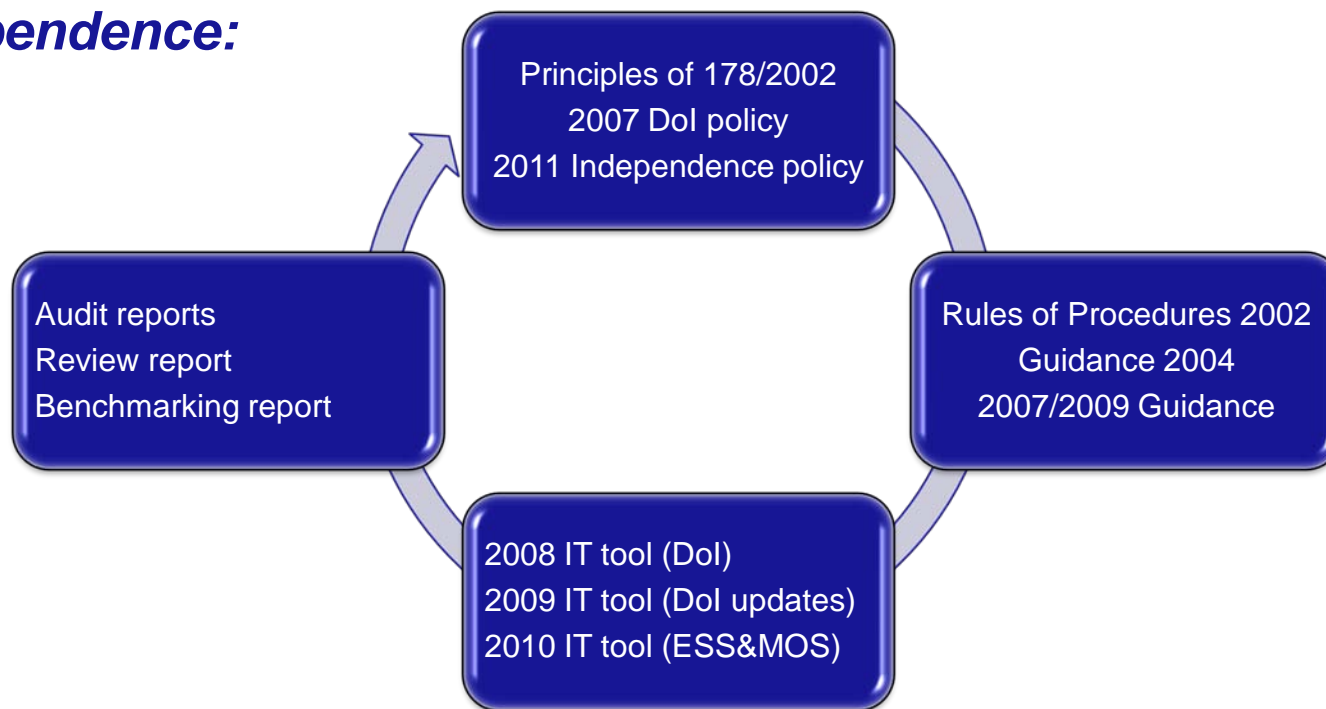 pendence:
Principles of 178/2002
2007 DoI policy
2011 Independence policy
Rules of Procedures 2002
Guidance 2004
2007/2009 Guidance
2008 IT tool (DoI)
2009 IT tool (DoI updates)
2010 IT tool (ESS&MOS)
Audit reports
Review report
Benchmarking report